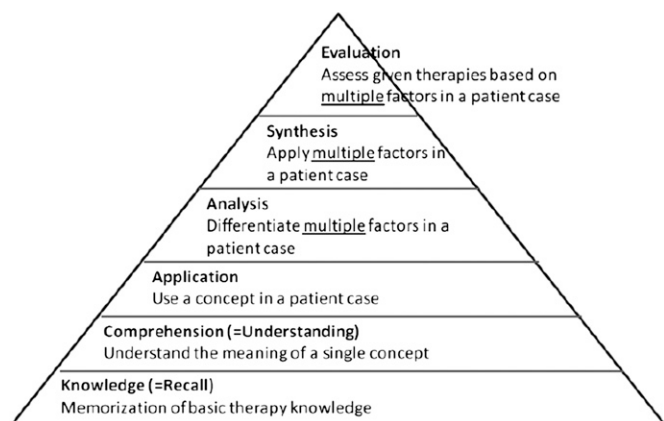 Evaluation
Assess given therapies based on
multiple factors in a patient case
Synthesis
Apply multiple factors in
a patient case
Analysis
Differentiate multiple factors in a
patient case
Application
Use a concept in a patient case
Comprehension (=Understanding)
Understand the meaning of a single concept
Knowledge (=Recall)
Memorization of basic therapy knowledge